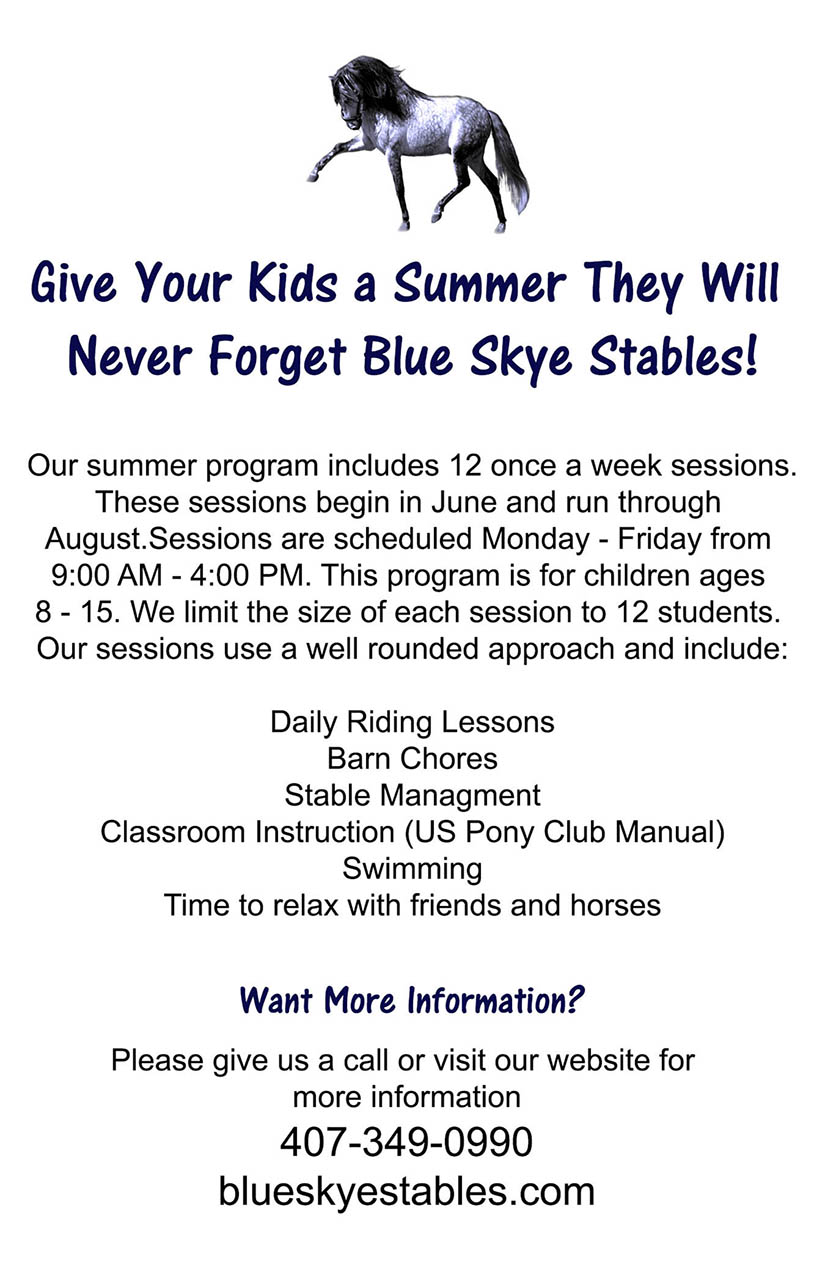 Give Your Kids a Summer They Will
Never Forget Blue Skye Stables!
Our summer program includes 12 once a week sessions.
These sessions begin in June and run through
August.Sessions are scheduled Monday - Friday from
9:00 AM - 4:00 PM. This program is for children ages
8 - 15. We limit the size of each session to 12 students.
Our sessions use a well rounded approach and include:
Daily Riding Lessons
Barn Chores
Stable Managment
Classroom Instruction (US Pony Club Manual)
Swimming
Time to relax with friends and horses
Want More Information?
Please give us a call or visit our website for
more information
407-349-0990
blueskyestables.com